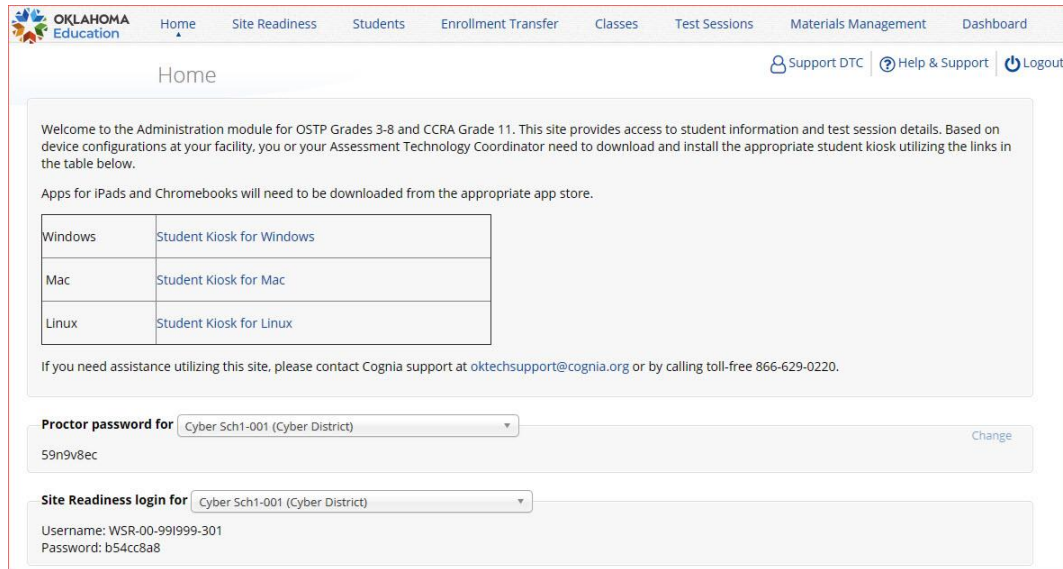 OKLAHOMA
Education
Home Site Readiness Students Enrollment Transfer Classes Test Sessions Materials Management Dashboard
Support DTC Help & Support Logout
Home
Welcome to the Administration module for OSTP Grades 3-8 and CCRA Grade 11. This site provides access to student information and test session details. Based on
device configurations at your facility, you or your Assessment Technology Coordinator need to download and install the appropriate student kiosk utilizing the links in
the table below.
Apps for iPads and Chromebooks will need to be downloaded from the appropriate app store.
Windows Student Kiosk for Windows
Mac Student Kiosk for Mac
Linux Student Kiosk for Linux
If you need assistance utilizing this site, please contact Cognia support at oktechsupport@cognia.org or by calling toll-free 866-629-0220.
Proctor password for Cyber Sch1-001 (Cyber District)
Change
59n9v8ec
Site Readiness login for Cyber Sch1-001 (Cyber District)
Username: WSR-00-99I999-301
Password: b54cc8a8